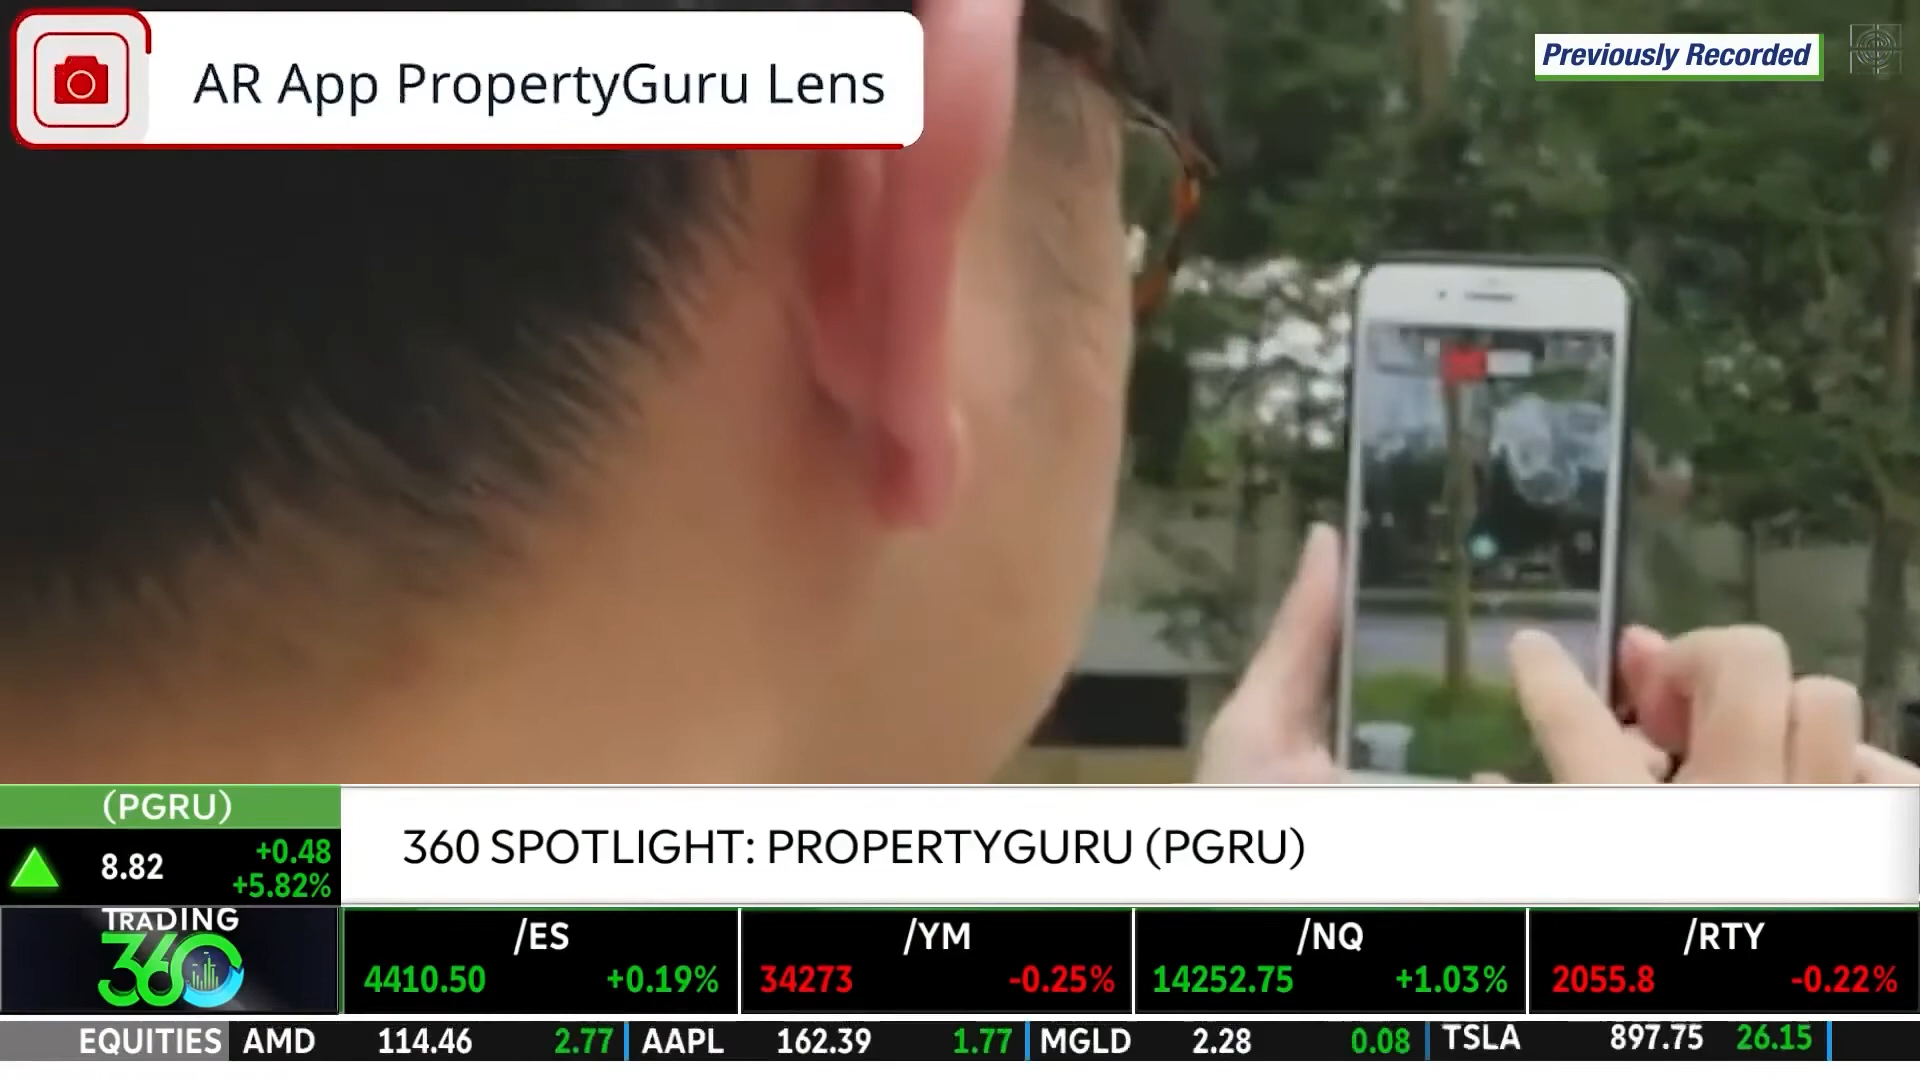 AR App PropertyGuru Lens
Previously Recorded
(PGRU)
8.82
+0.48
+5.82%
360 SPOTLIGHT: PROPERTYGURU (PGRU)
TRADING
360
/ES
4410.50 +0.19%
/YM
34273 -0.25%
/NQ
14252.75 +1.03%
/RTY
2055.8 -0.22%
EQUITIES AMD 114.46 2.77 AAPL 162.39 1.77 MGLD 2.28 0.08 TSLA 897.75 26.15